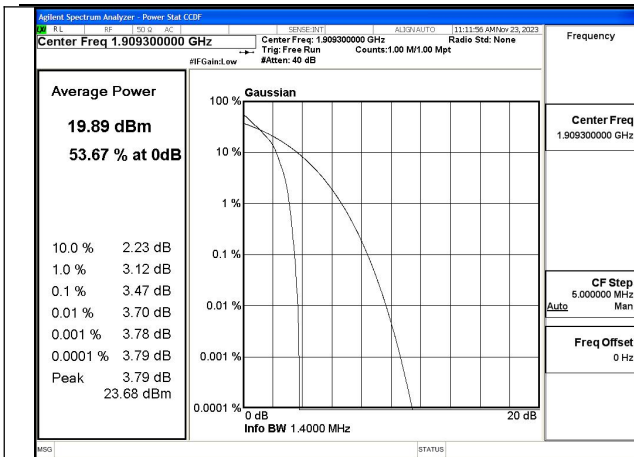 Agilent Spectrum Analyzer - Power Stat CCDF
RL RF 50 Ω AC SENSE:INT ALIGN AUTO 11:11:56 AM Nov 23, 2023
Center Freq 1.909300000 GHz
Center Freq: 1.909300000 GHz Radio Std: None
Trig: Free Run Counts:1.00 M/1.00 Mpt
#IFGain:Low #Atten: 40 dB
Frequency
Average Power
19.89 dBm
53.67 % at 0dB
10.0 % 2.23 dB
1.0 % 3.12 dB
0.1 % 3.47 dB
0.01 % 3.70 dB
0.001 % 3.78 dB
0.0001 % 3.79 dB
Peak 3.79 dB
23.68 dBm
Gaussian
100 %
10 %
1 %
0.1 %
0.01 %
0.001 %
0.0001 %
0 dB 20 dB
Info BW 1.4000 MHz
Center Freq
1.909300000 GHz
CF Step
5.000000 MHz
Auto Man
Freq Offset
0 Hz
MSG STATUS